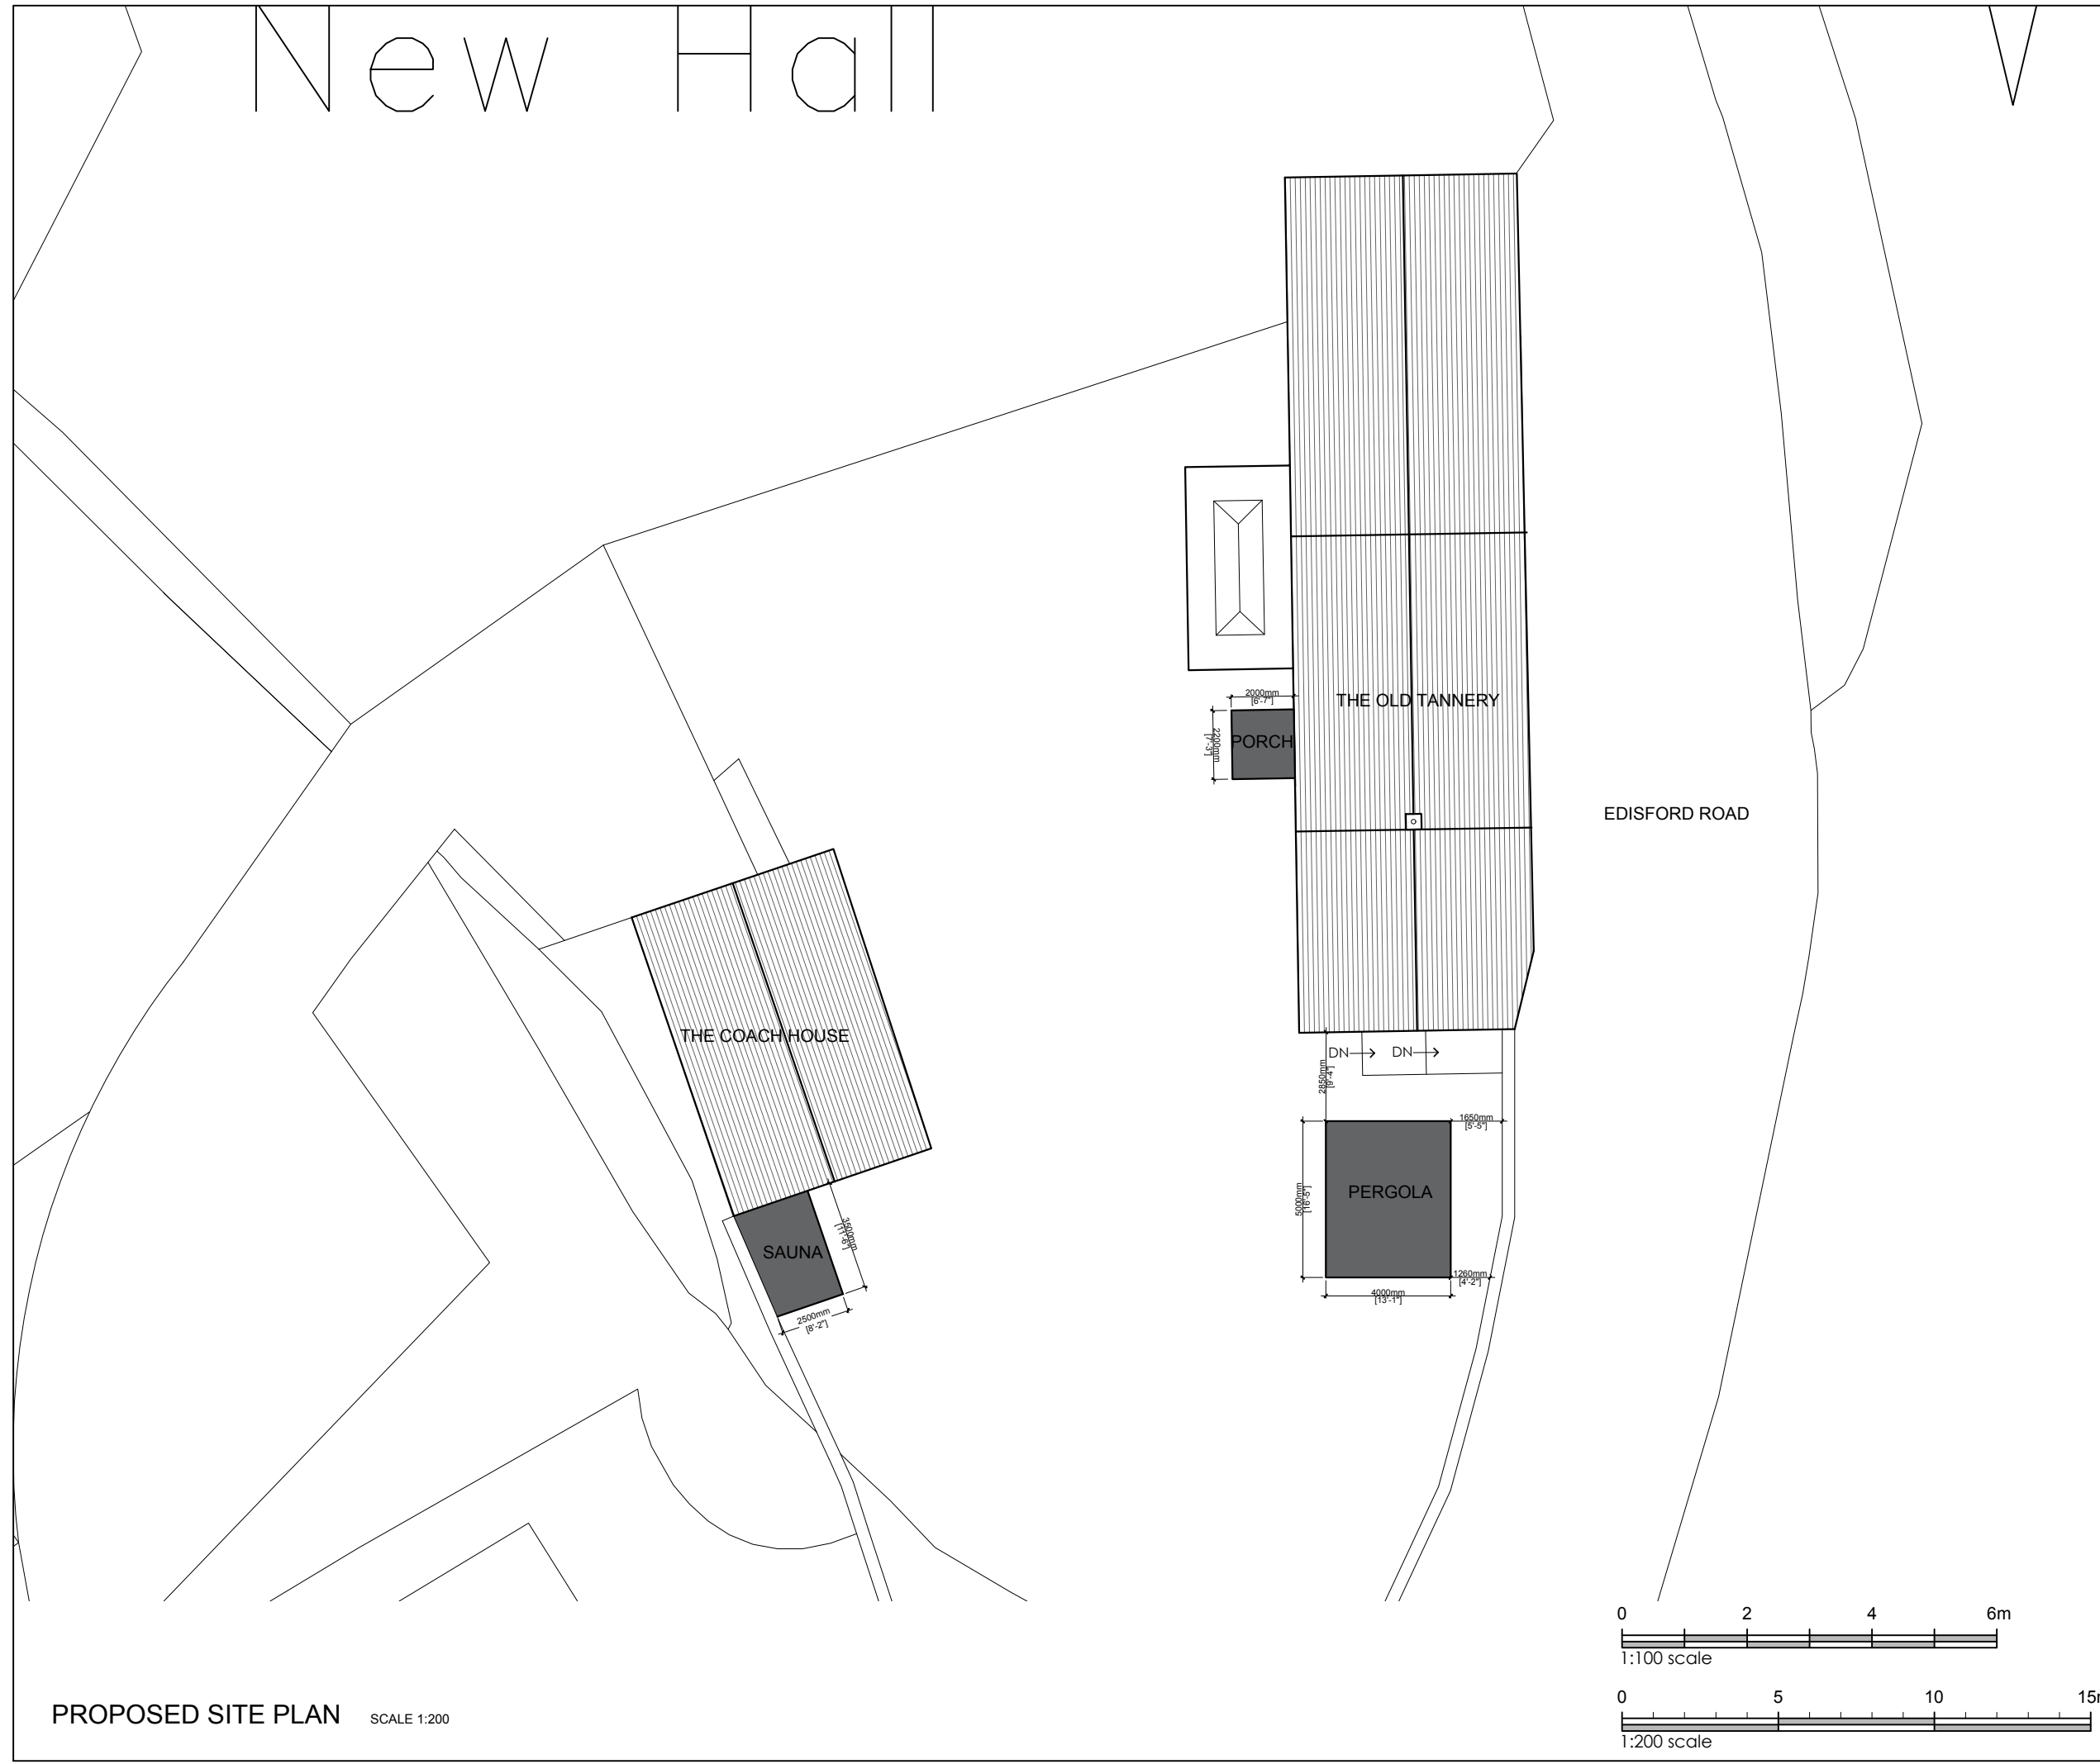 New Hall
2000mm
[6'-7"]
THE OLD TANNERY
2200mm
[7'-3"]
PORCH
EDISFORD ROAD
THE COACH HOUSE
DN
DN
2850mm
[9'-4"]
1650mm
[5'-5"]
5000mm
[16'-5"]
PERGOLA
3500mm
[11'-6"]
SAUNA
1260mm
[4'-2"]
4000mm
[13'-1"]
2500mm
[8'-2"]
0 2 4 6m
1:100 scale
0 5 10
1:200 scale
PROPOSED SITE PLAN SCALE 1:200